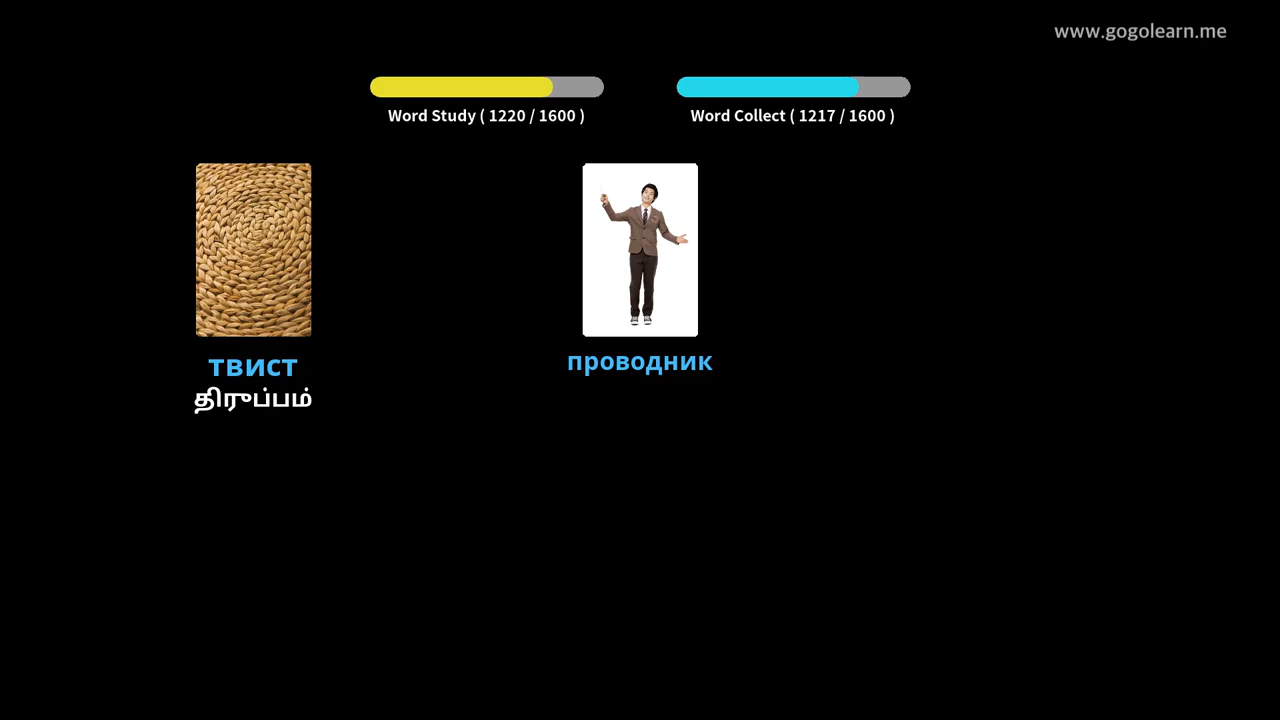 www.gogolearn.me
Word Study ( 1220 / 1600 )
Word Collect ( 1217 / 1600 )
твист
திருப்பம்
проводник